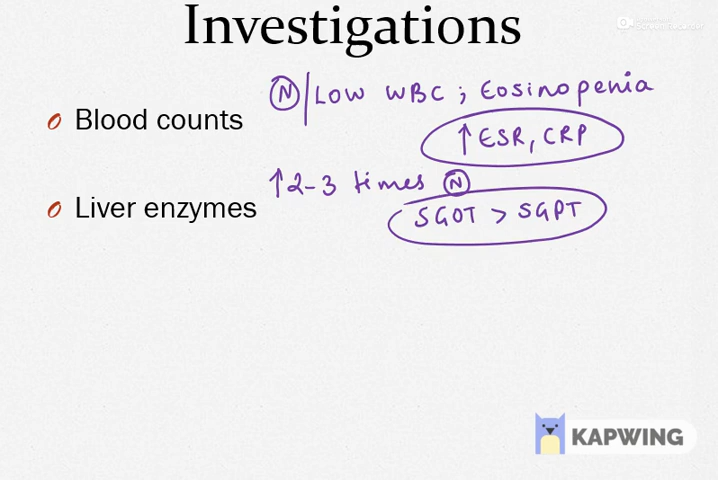 Investigations
Ⓝ/Low WBC ; Eosinopenia
Blood counts
↑ ESR, CRP
↑2-3 times Ⓝ
Liver enzymes
SGOT > SGPT
KAPWING